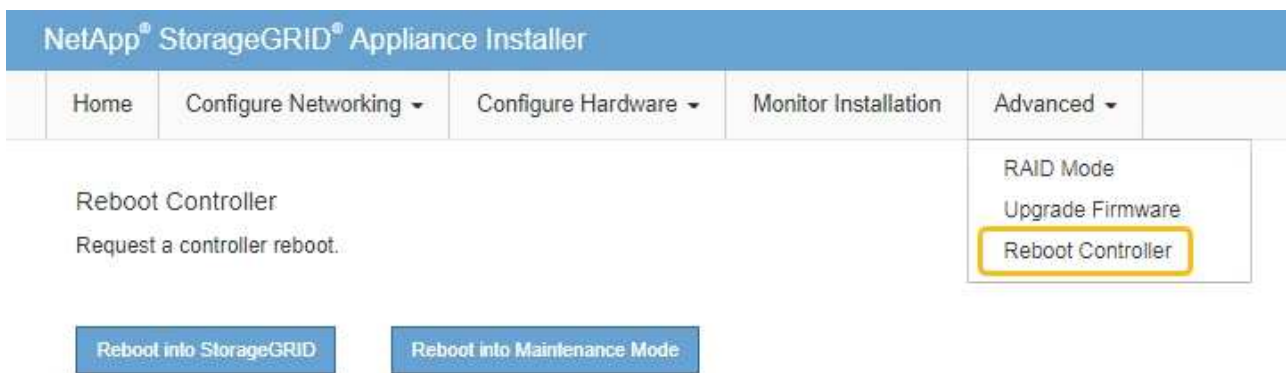 NetApp® StorageGRID® Appliance Installer
Home Configure Networking Configure Hardware Monitor Installation Advanced
RAID Mode
Upgrade Firmware
Reboot Controller
Reboot Controller
Request a controller reboot.
Reboot into StorageGRID Reboot into Maintenance Mode